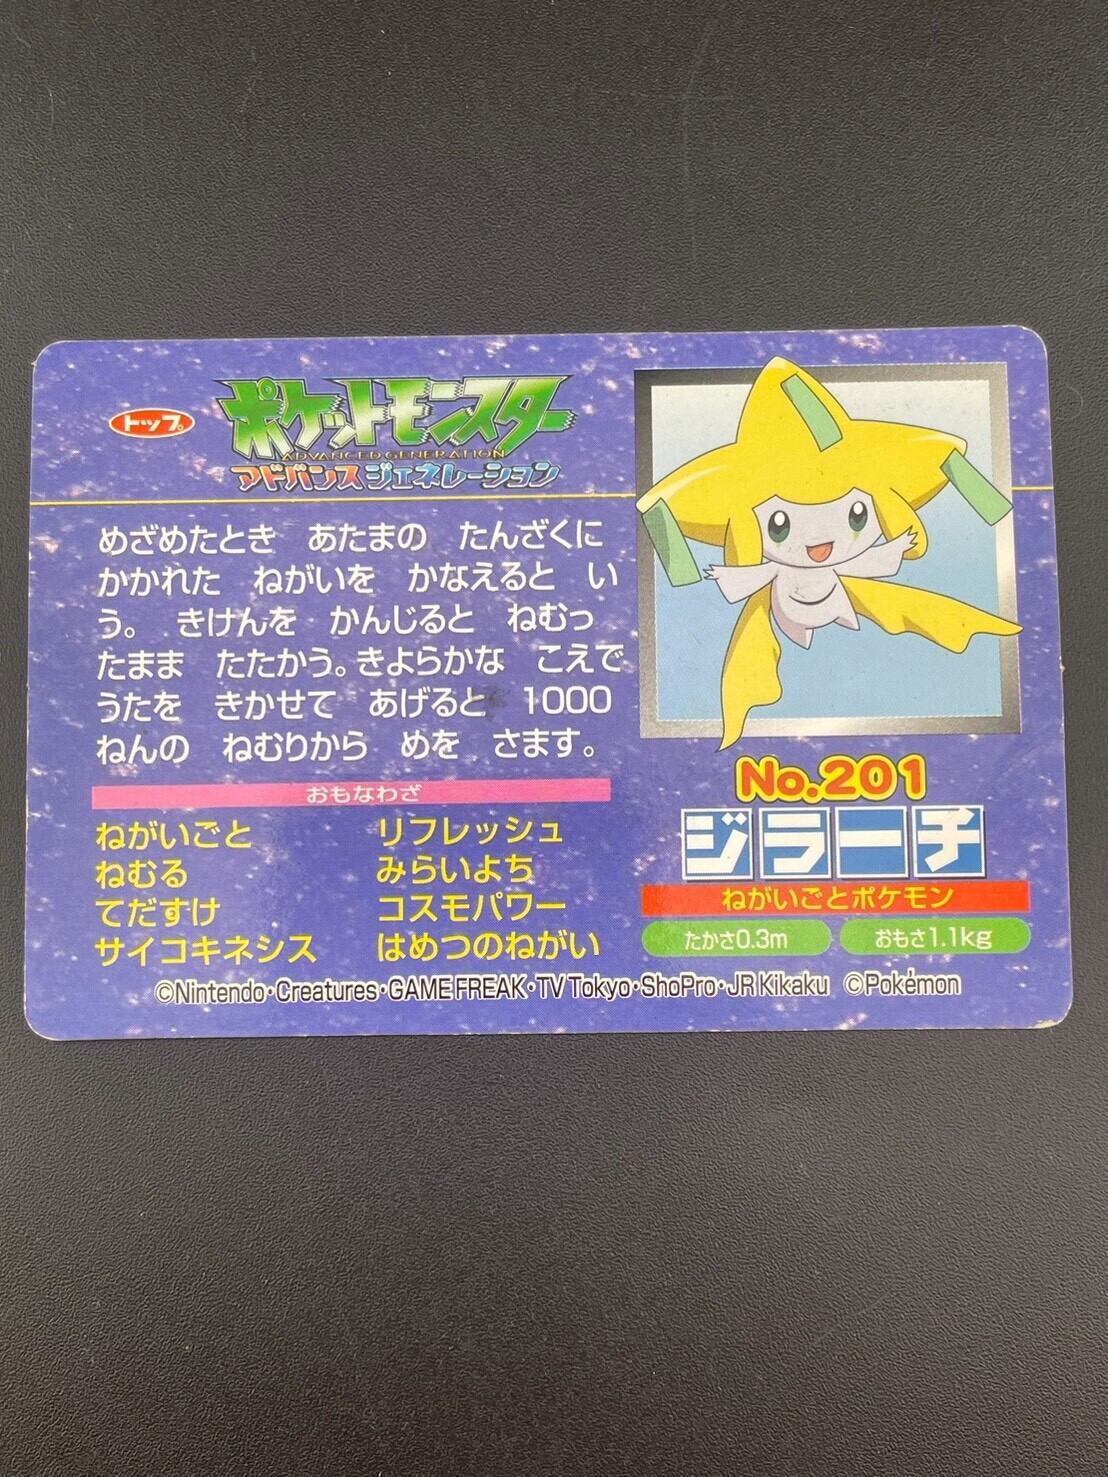 トップ。
ポケットモンスター
ADVANCED GENERATION
アドバンスジェネレーション
めざめたとき　あたまの　たんざくに
かかれた　ねがいを　かなえると　い
う。　きけんを　かんじると　ねむっ
たまま　たたかう。きよらかな　こえで
うたを　きかせて　あげると　1000
ねんの　ねむりから　めを　さます。
おもなわざ
ねがいごと　リフレッシュ
ねむる　みらいよち
てだすけ　コスモパワー
サイコキネシス　はめつのねがい
No.201
ジラーチ
ねがいごとポケモン
たかさ0.3m　おもさ1.1kg
©Nintendo・Creatures・GAME FREAK・TV Tokyo・ShoPro・JR Kikaku ©Pokémon